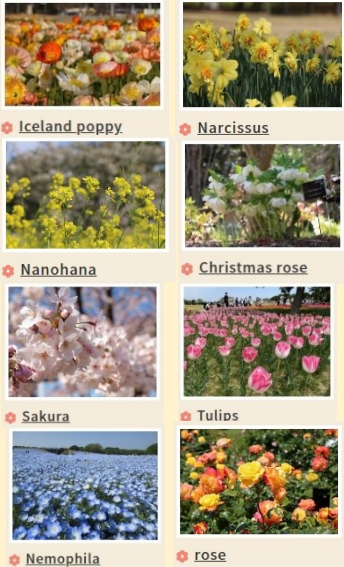 Iceland poppy
Narcissus
Nanohana
Christmas rose
Sakura
Tulips
Nemophila
rose